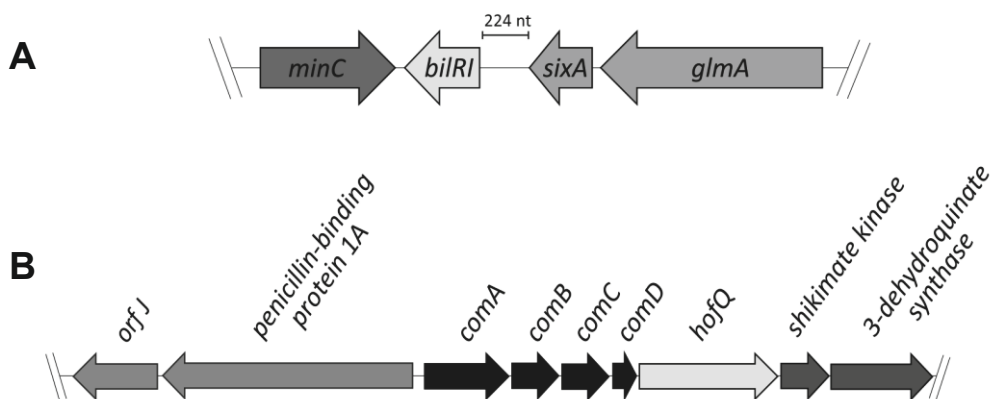 A
224 nt
minC
bilRI
sixA
glmA
B
orf J
penicillin-binding
protein 1A
comA
comB
comC
comD
hofQ
shikimate kinase
3-dehydroquinate
synthase